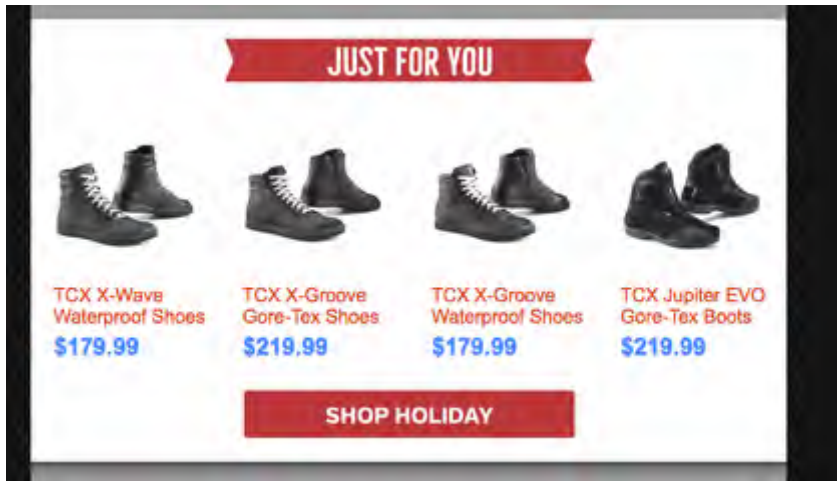 JUST FOR YOU
TCX X-Wave
Waterproof Shoes
$179.99
TCX X-Groove
Gore-Tex Shoes
$219.99
TCX X-Groove
Waterproof Shoes
$179.99
TCX Jupiter EVO
Gore-Tex Boots
$219.99
SHOP HOLIDAY